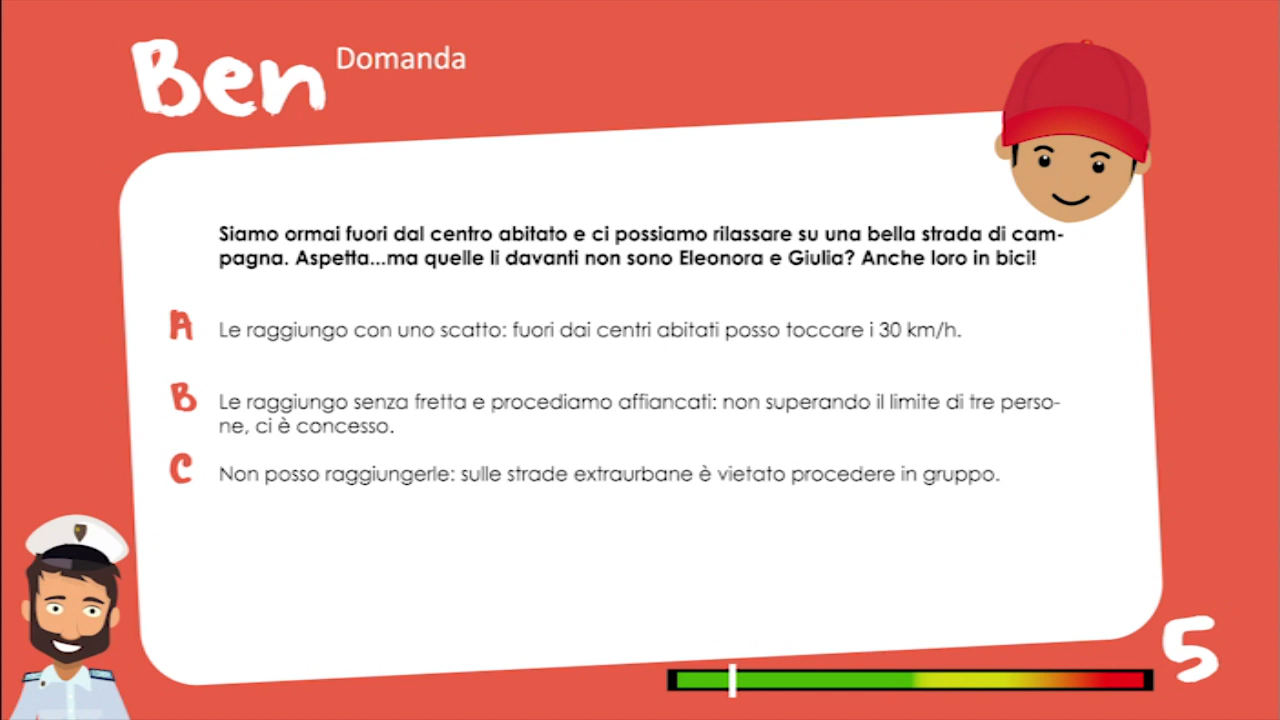 Ben Domanda
Siamo ormai fuori dal centro abitato e ci possiamo rilassare su una bella strada di cam-
pagna. Aspetta...ma quelle li davanti non sono Eleonora e Giulia? Anche loro in bici!
A Le raggiungo con uno scatto: fuori dai centri abitati posso toccare i 30 km/h.
B Le raggiungo senza fretta e procediamo affiancati: non superando il limite di tre perso-
ne, ci è concesso.
C Non posso raggiungerle: sulle strade extraurbane è vietato procedere in gruppo.
5